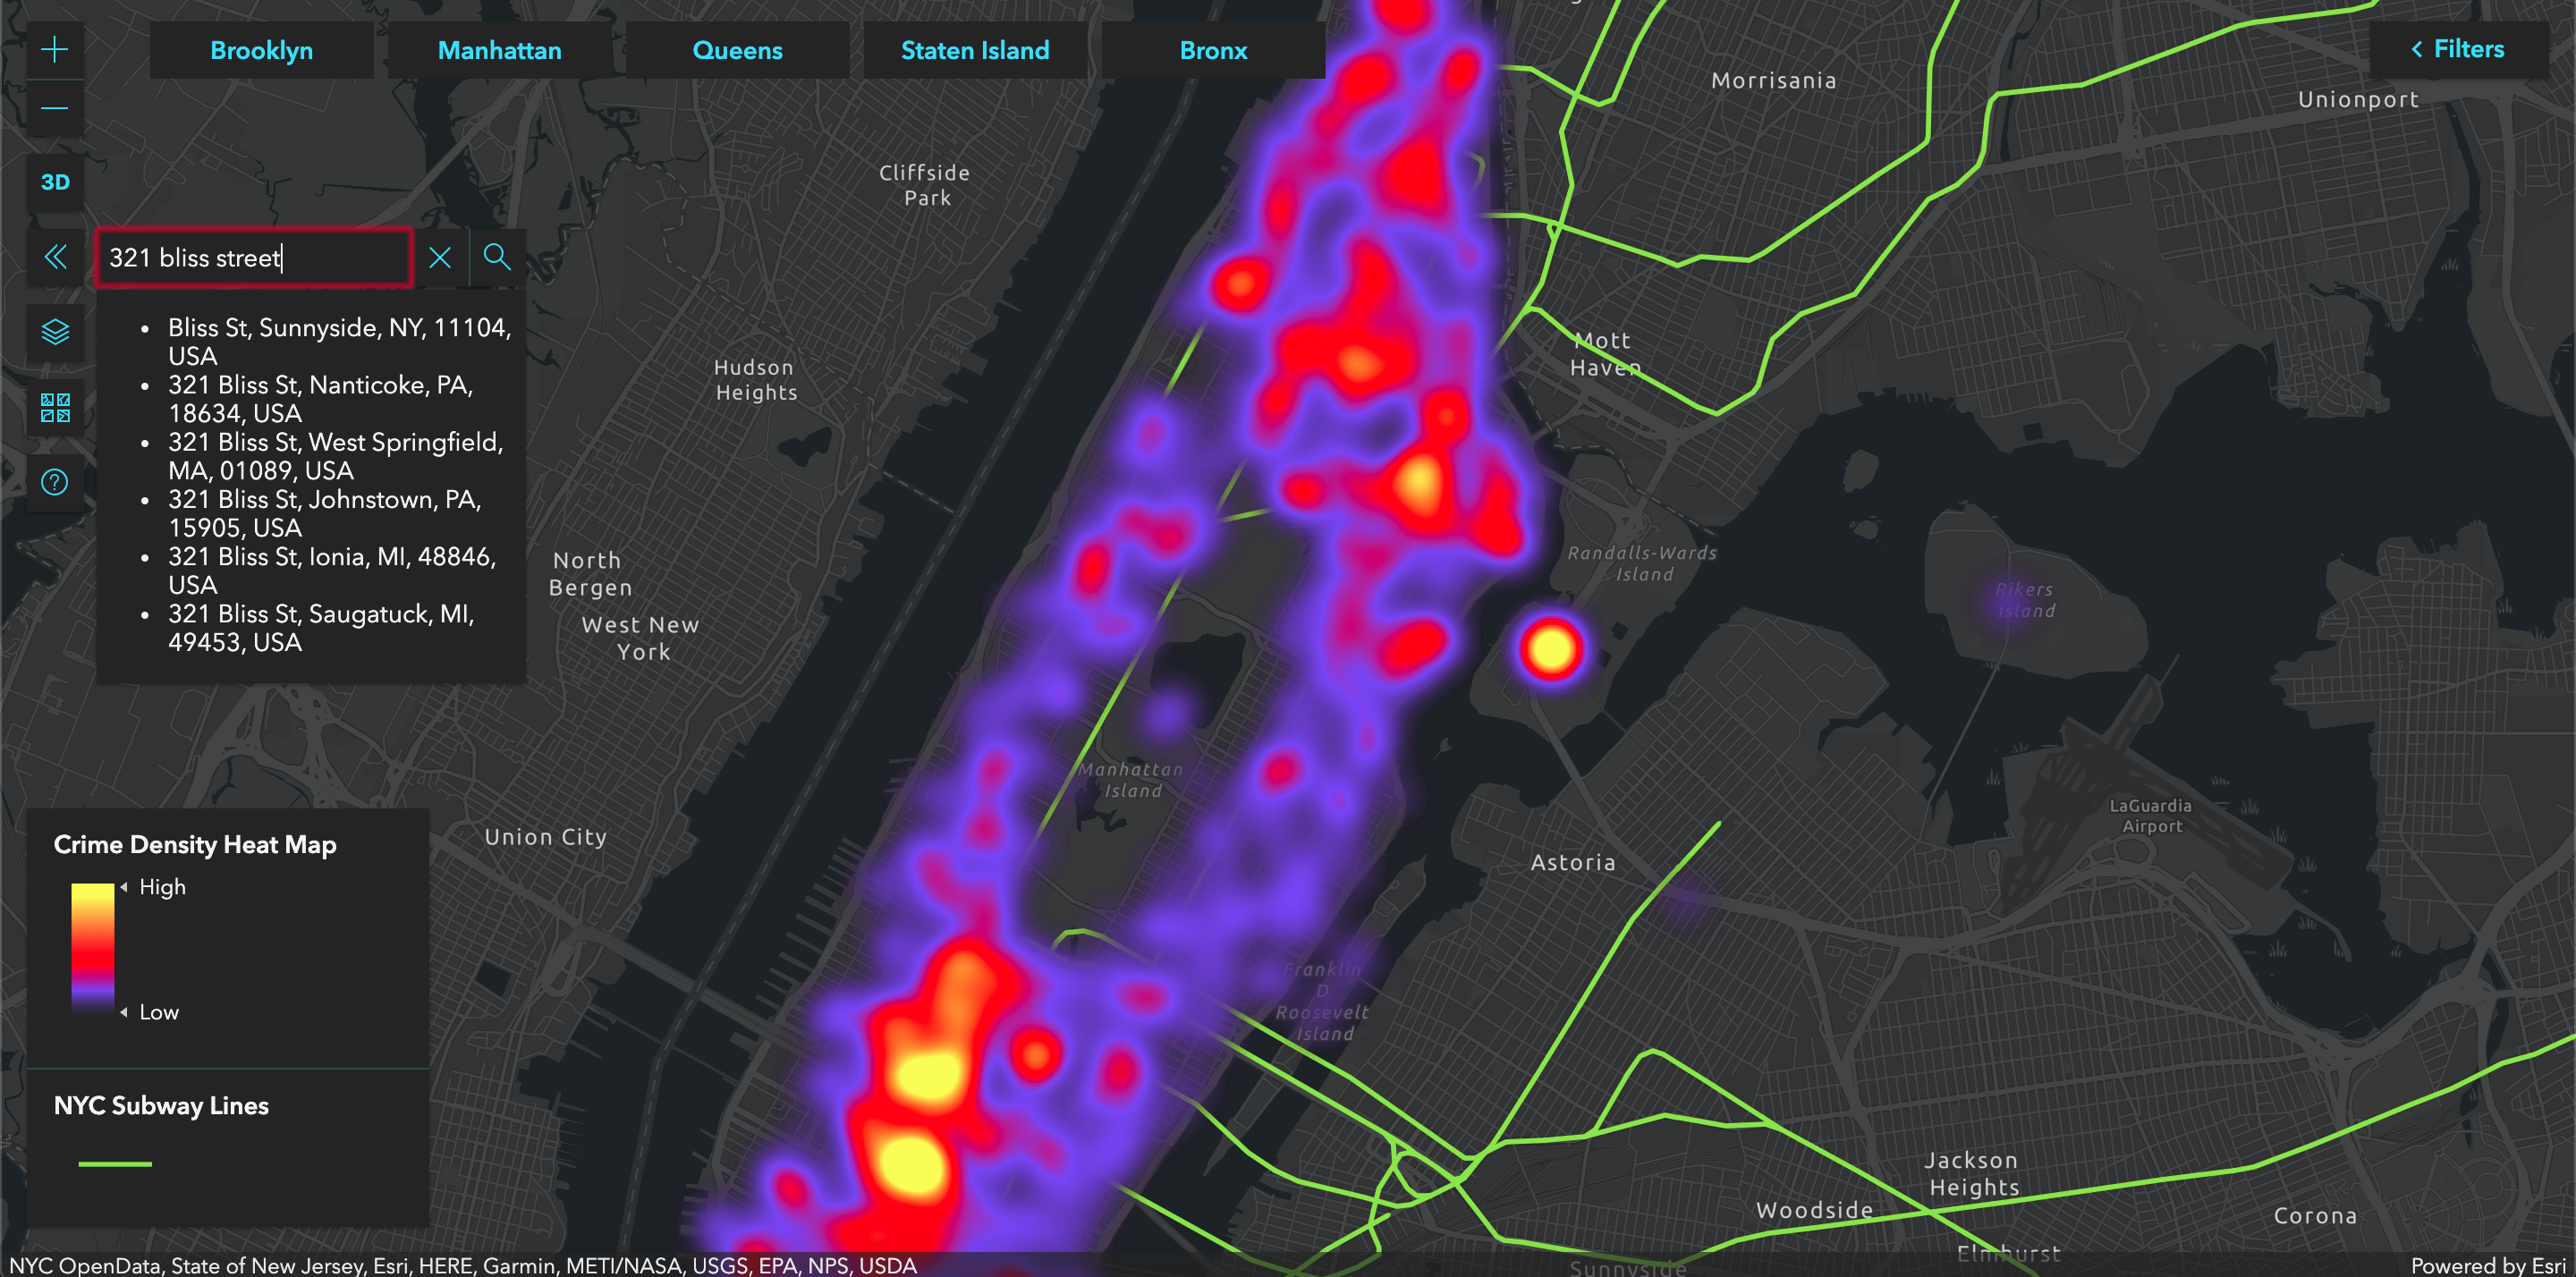 Brooklyn
Manhattan
Queens
Staten Island
Bronx
Filters
3D
321 bliss street
Bliss St, Sunnyside, NY, 11104,
USA
321 Bliss St, Nanticoke, PA,
18634, USA
321 Bliss St, West Springfield,
MA, 01089, USA
321 Bliss St, Johnstown, PA,
15905, USA
321 Bliss St, Ionia, MI, 48846,
USA
321 Bliss St, Saugatuck, MI,
49453, USA
Morrisania
Unionport
Cliffside
Park
Mott
Haven
Hudson
Heights
North
Bergen
West New
York
Randalls-Wards
Island
Rikers
Island
Manhattan
Island
LaGuardia
Airport
Union City
Astoria
Franklin
D
Roosevelt
Island
Jackson
Heights
Woodside
Corona
Elmhurst
Sunnyside
Crime Density Heat Map
High
Low
NYC Subway Lines
NYC OpenData, State of New Jersey, Esri, HERE, Garmin, METI/NASA, USGS, EPA, NPS, USDA
Powered by Esri